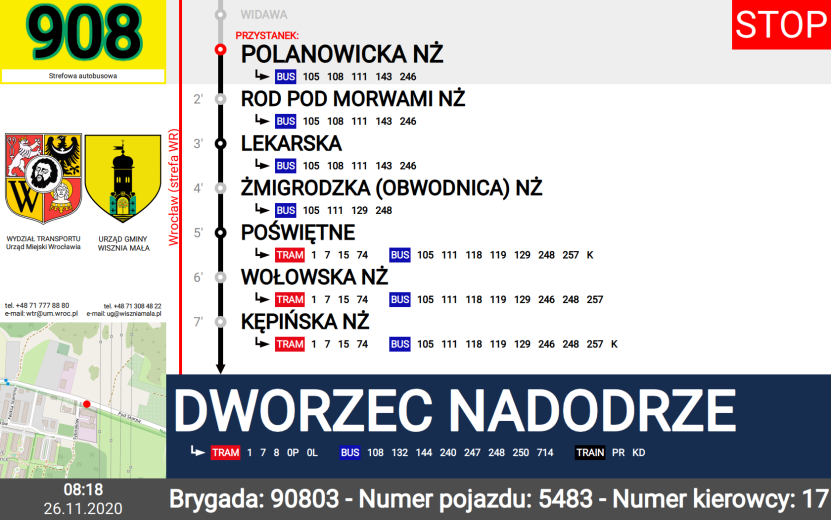 908
Strefowa autobusowa
WYDZIAŁ TRANSPORTU
Urząd Miejski Wrocławia
URZĄD GMINY
WISZNIA MAŁA
tel. +48 71 777 88 80
e-mail: wtr@um.wroc.pl
tel. +48 71 308 48 22
e-mail: ug@wiszniamala.pl
Wrocław (strefa WR)
WIDAWA
STOP
PRZYSTANEK:
POLANOWICKA NŻ
BUS 105 108 111 143 246
2' ROD POD MORWAMI NŻ
BUS 105 108 111 143 246
3' LEKARSKA
BUS 105 108 111 143 246
4' ŻMIGRODZKA (OBWODNICA) NŻ
BUS 105 111 129 248
5' POŚWIĘTNE
TRAM 1 7 15 74 BUS 105 111 118 119 129 248 257 K
6' WOŁOWSKA NŻ
TRAM 1 7 15 74 BUS 105 111 118 119 129 246 248 257
7' KĘPIŃSKA NŻ
TRAM 1 7 15 74 BUS 105 111 118 119 129 246 248 257 K
DWORZEC NADODRZE
TRAM 1 7 8 0P 0L BUS 108 132 144 240 247 248 250 714 TRAIN PR KD
08:18
26.11.2020
Brygada: 90803 - Numer pojazdu: 5483 - Numer kierowcy: 17